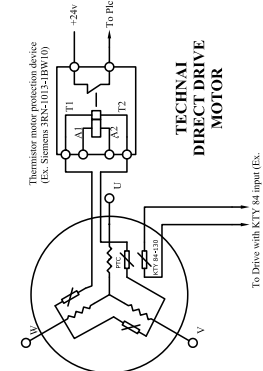 Thermistor motor protection device
(Ex. Siemens 3RN-1013-1BW10)
+24v
To Plc
T1
T2
A1
A2
TECHNAI
DIRECT DRIVE
MOTOR
U
W
V
PTC
KTY 84-130
To Drive with KTY 84 input (Ex.